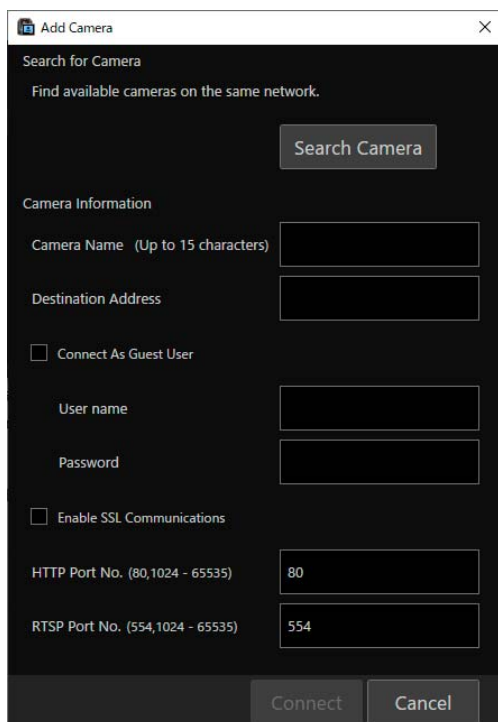 Add Camera
Search for Camera
Find available cameras on the same network.
Search Camera
Camera Information
Camera Name (Up to 15 characters)
Destination Address
Connect As Guest User
User name
Password
Enable SSL Communications
HTTP Port No. (80,1024 - 65535) 80
RTSP Port No. (554,1024 - 65535) 554
Connect Cancel